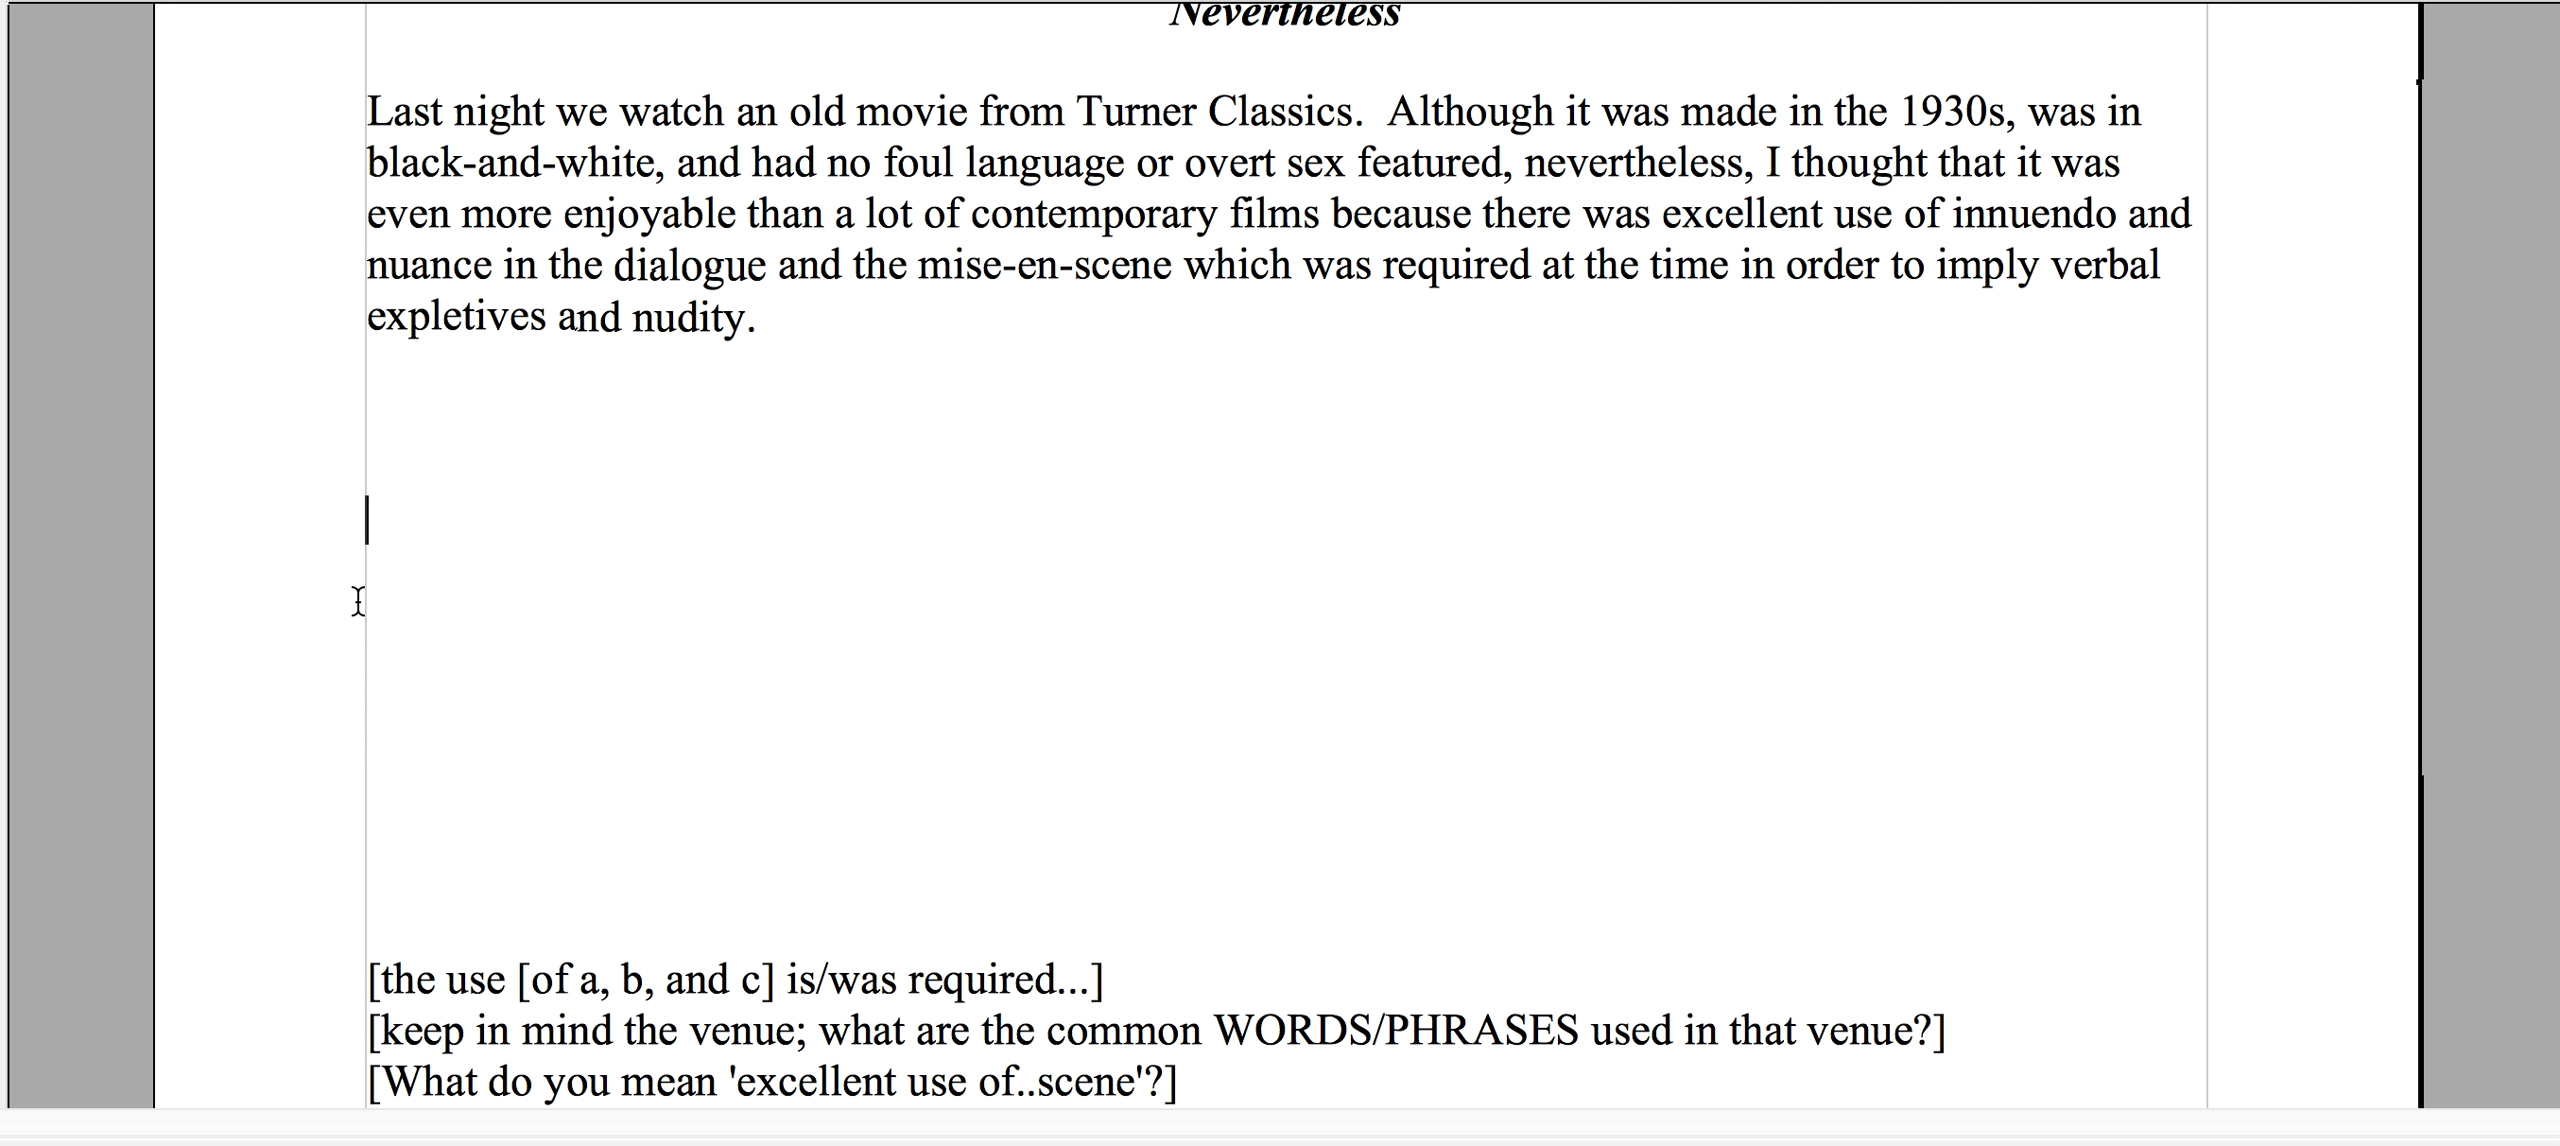 Nevertheless
Last night we watch an old movie from Turner Classics.  Although it was made in the 1930s, was in
black-and-white, and had no foul language or overt sex featured, nevertheless, I thought that it was
even more enjoyable than a lot of contemporary films because there was excellent use of innuendo and
nuance in the dialogue and the mise-en-scene which was required at the time in order to imply verbal
expletives and nudity.
[the use [of a, b, and c] is/was required...]
[keep in mind the venue; what are the common WORDS/PHRASES used in that venue?]
[What do you mean 'excellent use of..scene'?]